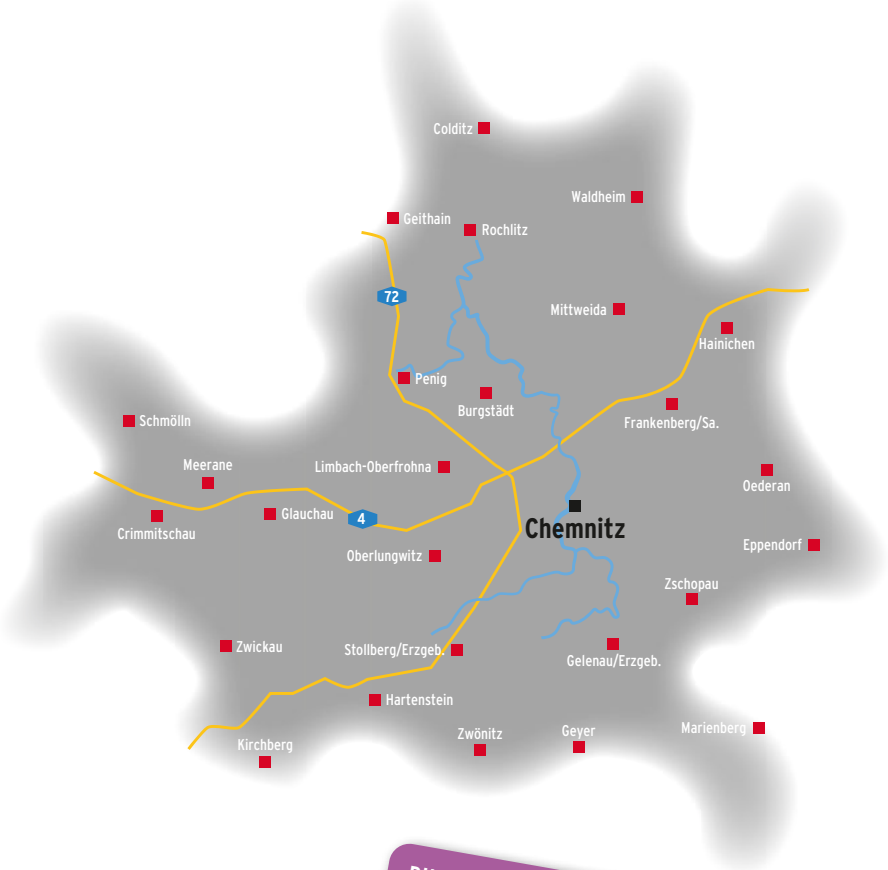 Colditz
Waldheim
Geithain
Rochlitz
72
Mittweida
Hainichen
Penig
Burgstädt
Frankenberg/Sa.
Schmölln
Meerane
Limbach-Oberfrohna
Oederan
Glauchau
4
Crimmitschau
Chemnitz
Oberlungwitz
Eppendorf
Zschopau
Zwickau
Stollberg/Erzgeb.
Gelenau/Erzgeb.
Hartenstein
Marienberg
Zwönitz
Geyer
Kirchberg